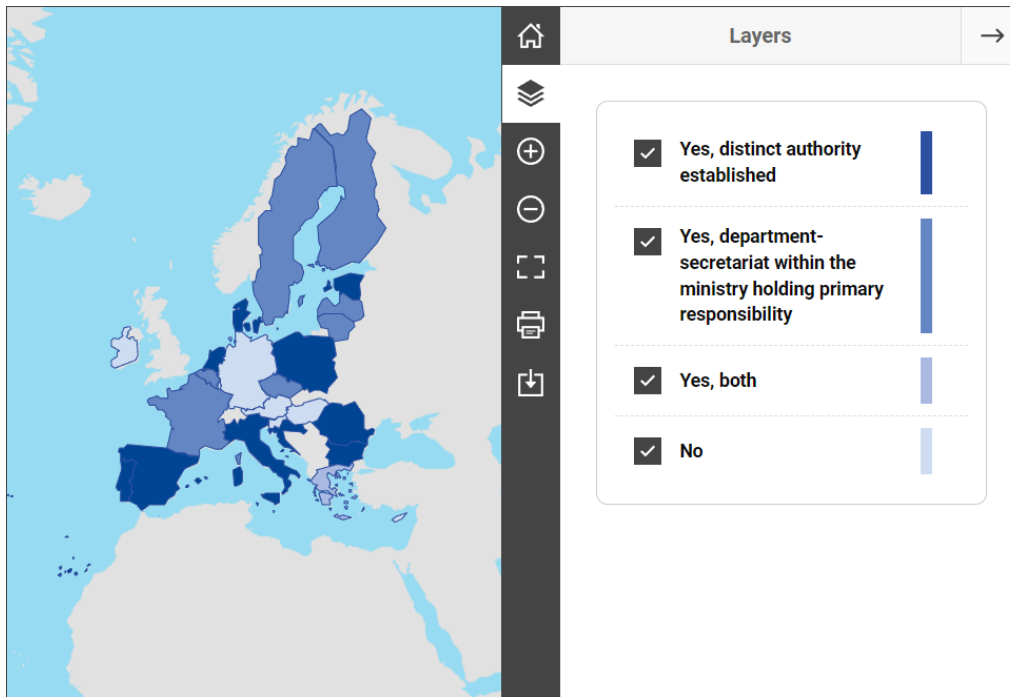 Layers
Yes, distinct authority
established
Yes, department-
secretariat within the
ministry holding primary
responsibility
Yes, both
No